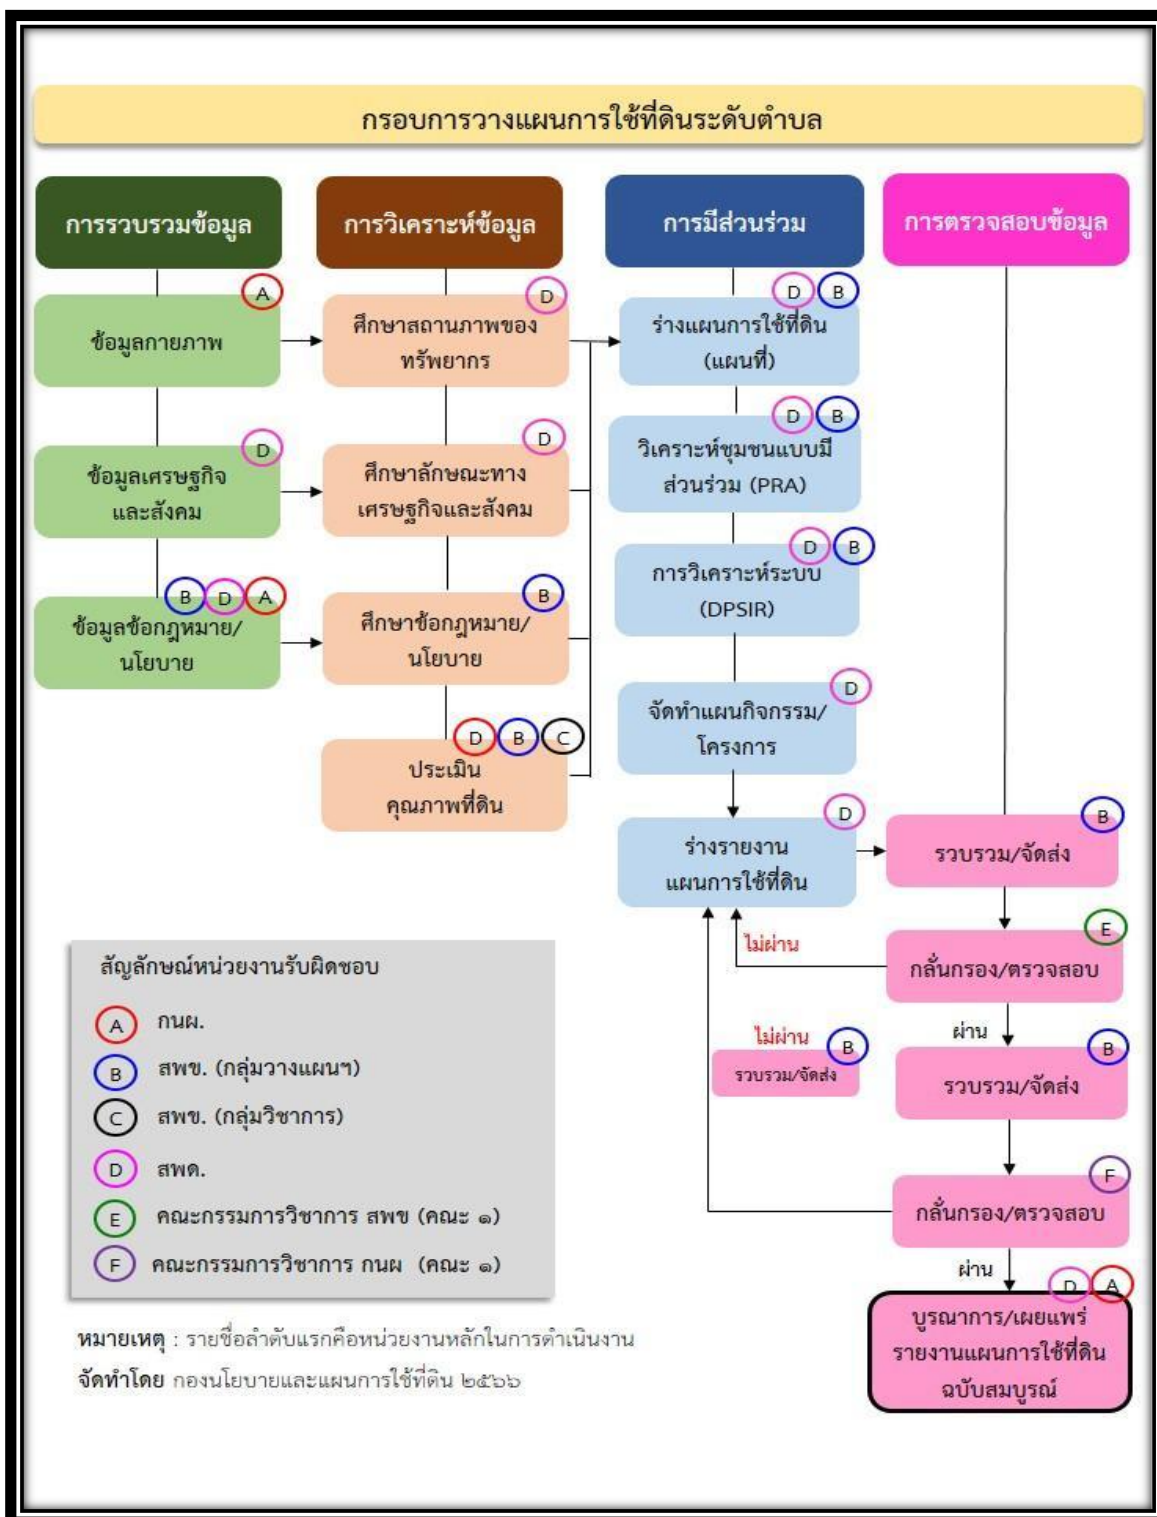 กรอบการวางแผนการใช้ที่ดินระดับตำบล
การรวบรวมข้อมูล
การวิเคราะห์ข้อมูล
การมีส่วนร่วม
การตรวจสอบข้อมูล
A
ข้อมูลกายภาพ
D
ข้อมูลเศรษฐกิจ
และสังคม
B D A
ข้อมูลข้อกฎหมาย/
นโยบาย
D
ศึกษาสถานภาพของ
ทรัพยากร
D
ศึกษาลักษณะทาง
เศรษฐกิจและสังคม
B
ศึกษาข้อกฎหมาย/
นโยบาย
D B C
ประเมิน
คุณภาพที่ดิน
D B
ร่างแผนการใช้ที่ดิน
(แผนที่)
D B
วิเคราะห์ชุมชนแบบมี
ส่วนร่วม (PRA)
D B
การวิเคราะห์ระบบ
(DPSIR)
D
จัดทำแผนกิจกรรม/
โครงการ
D
ร่างรายงาน
แผนการใช้ที่ดิน
B
รวบรวม/จัดส่ง
E
กลั่นกรอง/ตรวจสอบ
ไม่ผ่าน
ผ่าน
ไม่ผ่าน
B
รวบรวม/จัดส่ง
B
รวบรวม/จัดส่ง
F
กลั่นกรอง/ตรวจสอบ
ผ่าน
D A
บูรณาการ/เผยแพร่
รายงานแผนการใช้ที่ดิน
ฉบับสมบูรณ์
สัญลักษณ์หน่วยงานรับผิดชอบ
A กนผ.
B สพข. (กลุ่มวางแผนฯ)
C สพข. (กลุ่มวิชาการ)
D สพด.
E คณะกรรมการวิชาการ สพข (คณะ ๑)
F คณะกรรมการวิชาการ กนผ (คณะ ๑)
หมายเหตุ : รายชื่อลำดับแรกคือหน่วยงานหลักในการดำเนินงาน
จัดทำโดย กองนโยบายและแผนการใช้ที่ดิน ๒๕๖๖